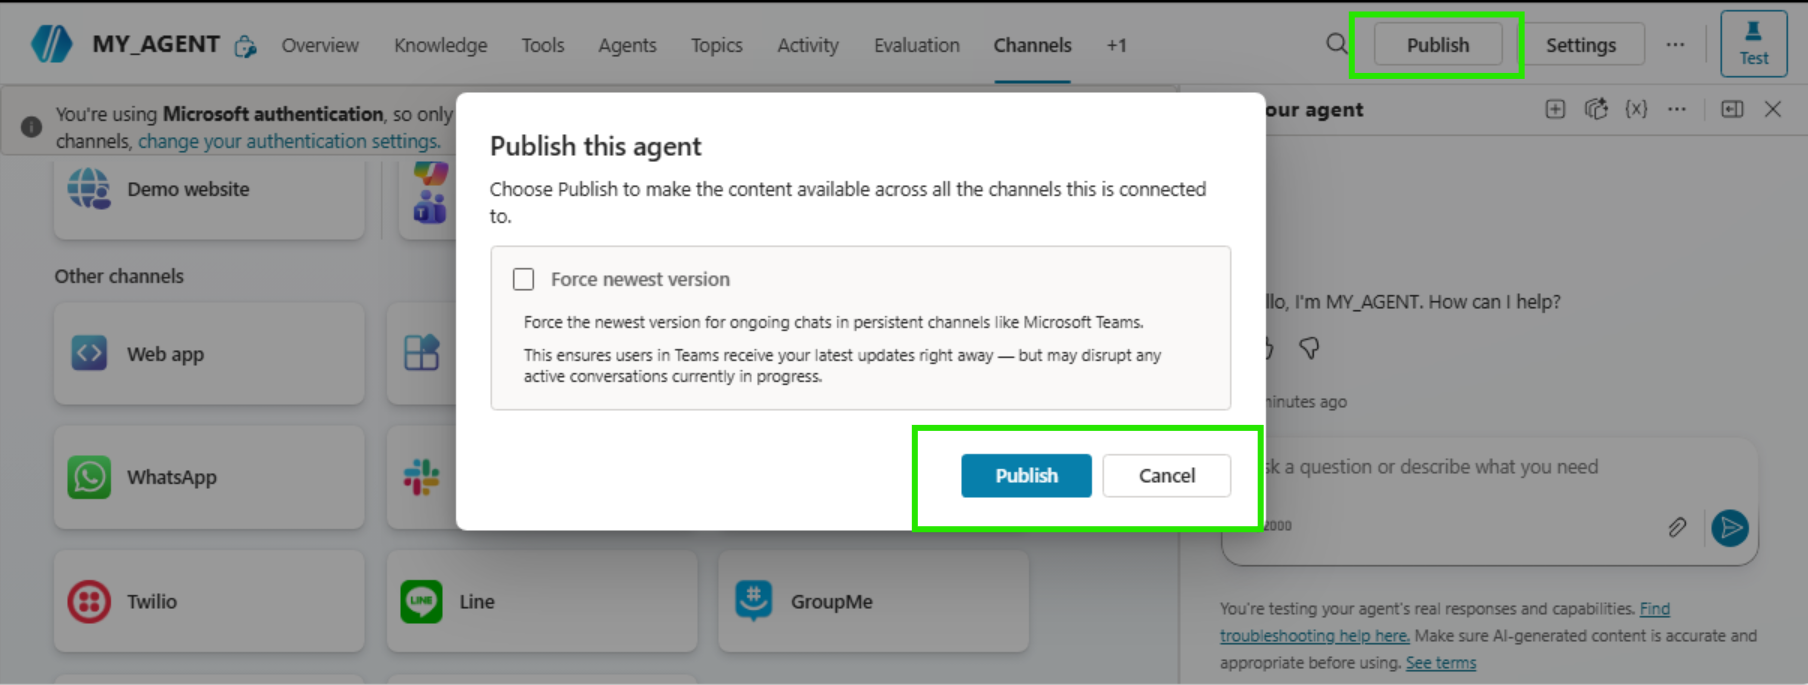 MY_AGENT
Overview
Knowledge
Tools
Agents
Topics
Activity
Evaluation
Channels
+1
Publish
Settings
Test
You're using Microsoft authentication, so only
channels, change your authentication settings.
our agent
Demo website
Publish this agent
Choose Publish to make the content available across all the channels this is connected
to.
Force newest version
Force the newest version for ongoing chats in persistent channels like Microsoft Teams.
This ensures users in Teams receive your latest updates right away — but may disrupt any
active conversations currently in progress.
Publish
Cancel
Other channels
Web app
WhatsApp
Twilio
LINE
Line
GroupMe
llo, I'm MY_AGENT. How can I help?
minutes ago
sk a question or describe what you need
2000
You're testing your agent's real responses and capabilities. Find
troubleshooting help here. Make sure AI-generated content is accurate and
appropriate before using. See terms